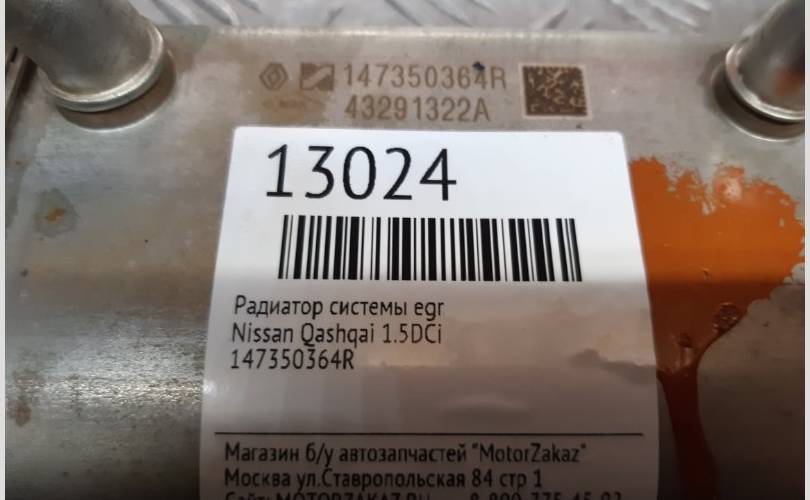 147350364R
43291322A
13024
Радиатор системы egr
Nissan Qashqai 1.5DCi
147350364R
Магазин б/у автозапчастей "MotorZakaz"
Москва ул.Ставропольская 84 стр 1